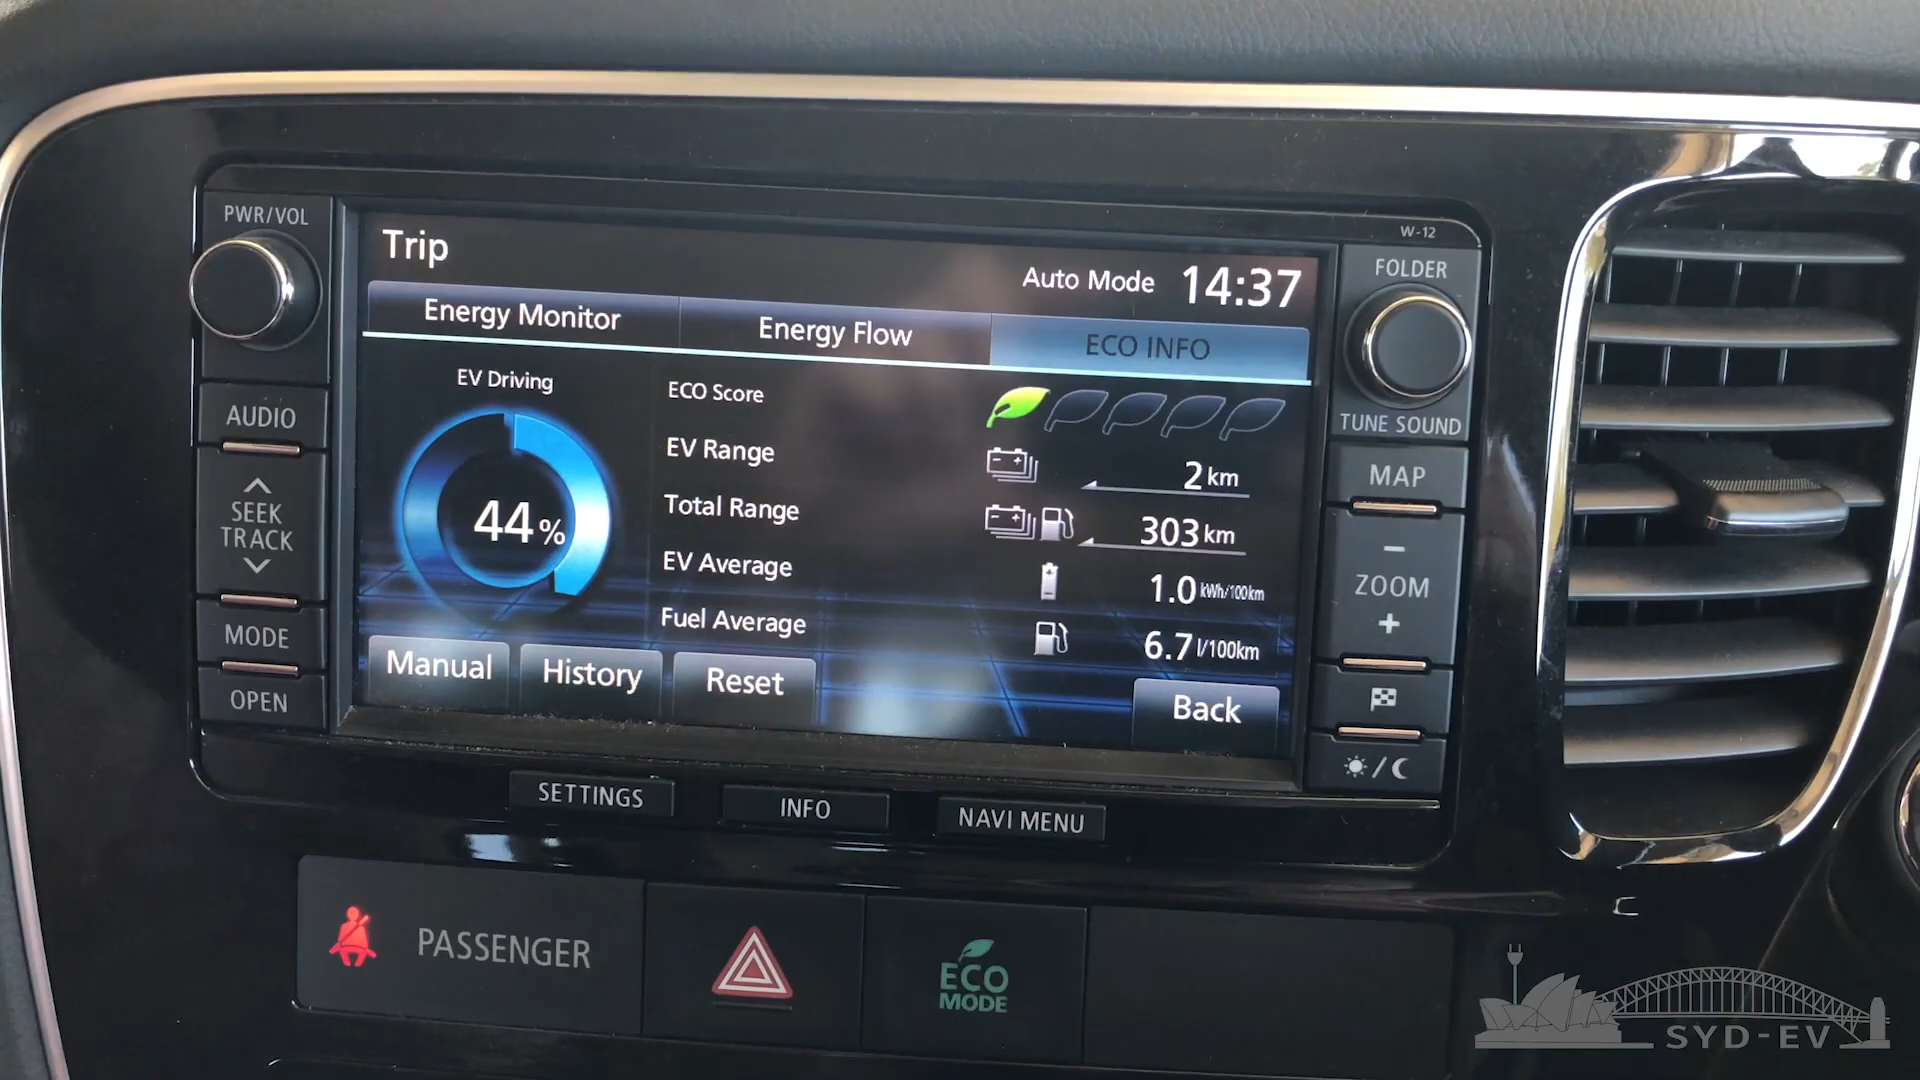 PWR/VOL
W-12
Trip
Auto Mode 14:37
FOLDER
Energy Monitor
Energy Flow
ECO INFO
EV Driving
44%
ECO Score
EV Range
2 km
Total Range
303 km
EV Average
1.0 kWh/100km
Fuel Average
6.7 l/100km
Manual
History
Reset
Back
AUDIO
SEEK
TRACK
MODE
OPEN
TUNE SOUND
MAP
–
ZOOM
+
SETTINGS
INFO
NAVI MENU
PASSENGER
ECO
MODE
SYD-EV